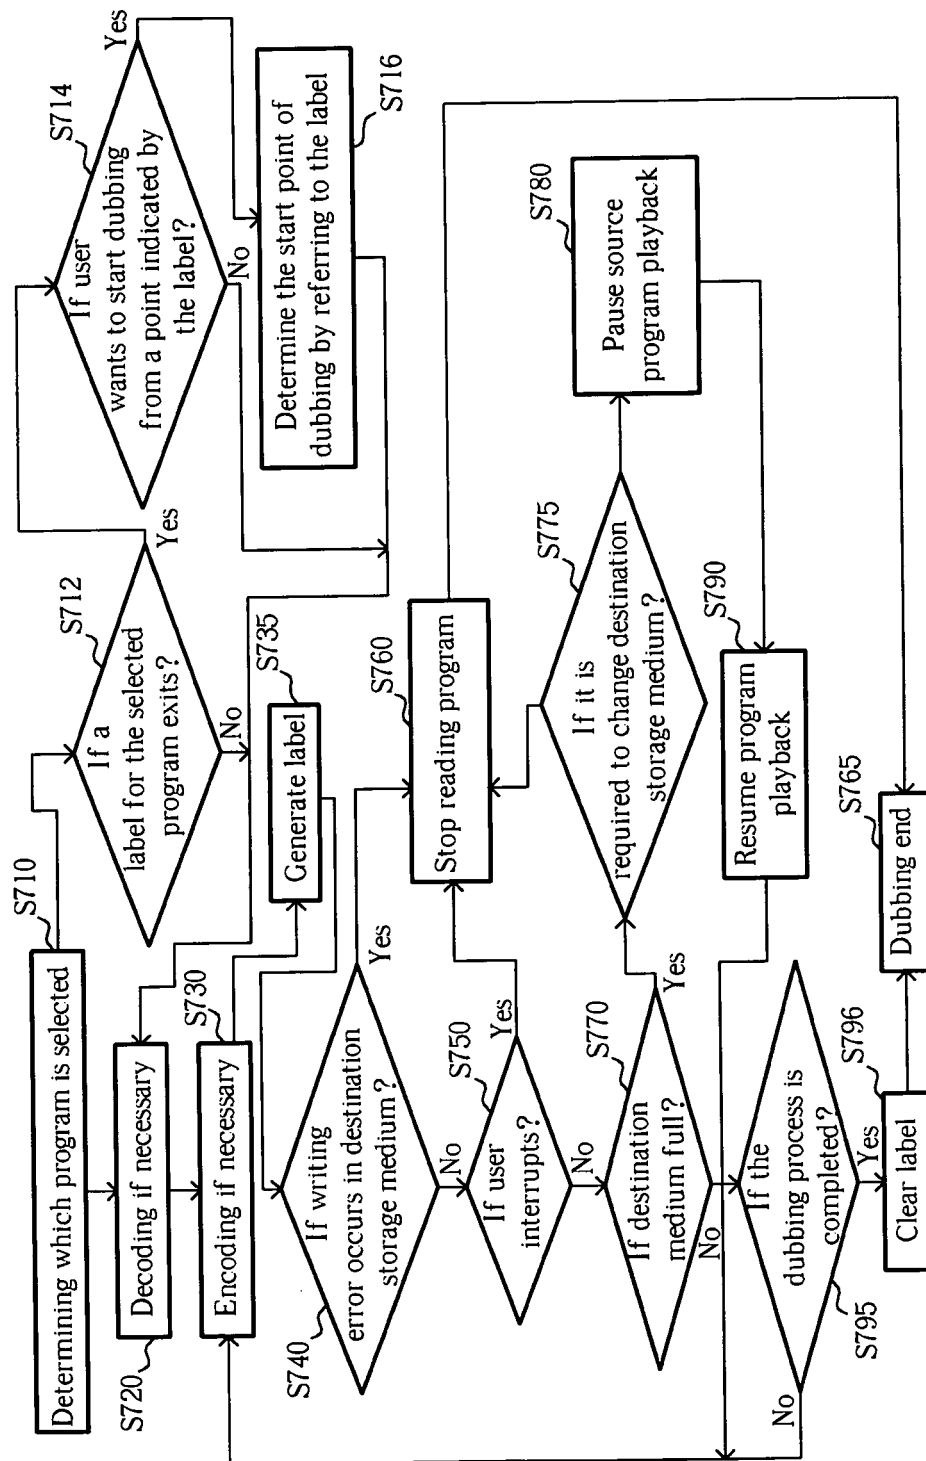 S710
Determining which program is selected
S712
If a
label for the selected
program exits?
Yes
No
S714
If user
wants to start dubbing
from a point indicated by
the label?
Yes
No
S716
Determine the start point of
dubbing by referring to the label
Decoding if necessary
S720
Encoding if necessary
S730
Generate label
S735
If writing
error occurs in destination
storage medium?
S740
Yes
No
If user
interrupts?
S750
Yes
No
Stop reading program
S760
If destination
medium full?
S770
Yes
No
If it is
required to change destination
storage medium?
S775
Pause source
program playback
S780
Resume program
playback
S790
If the
dubbing process is
completed?
S795
No
Yes
Clear label
S796
Dubbing end
S765